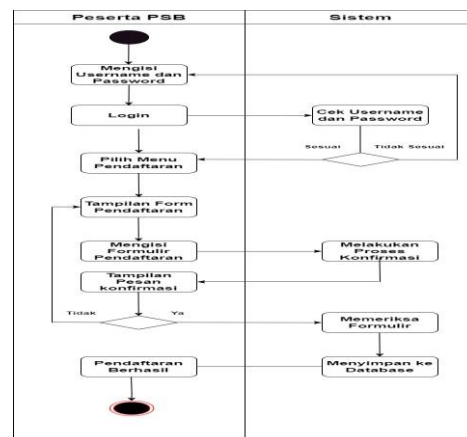 Peserta PSB
Sistem
Mengisi
Username dan
Password
Login
Cek Username
dan Password
Sesuai
Tidak Sesuai
Pilih Menu
Pendaftaran
Tampilan Form
Pendaftaran
Mengisi
Formulir
Pendaftaran
Melakukan
Proses
Konfirmasi
Tampilan
Pesan
konfirmasi
Tidak
Ya
Memeriksa
Formulir
Pendaftaran
Berhasil
Menyimpan ke
Database